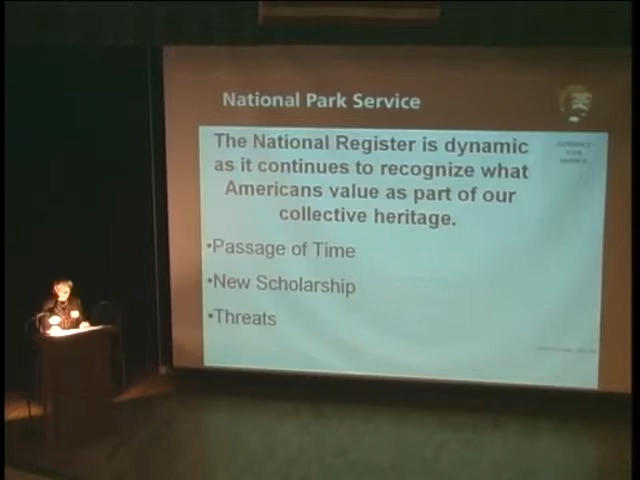 National Park Service
The National Register is dynamic
as it continues to recognize what
Americans value as part of our
collective heritage.
•Passage of Time
•New Scholarship
•Threats